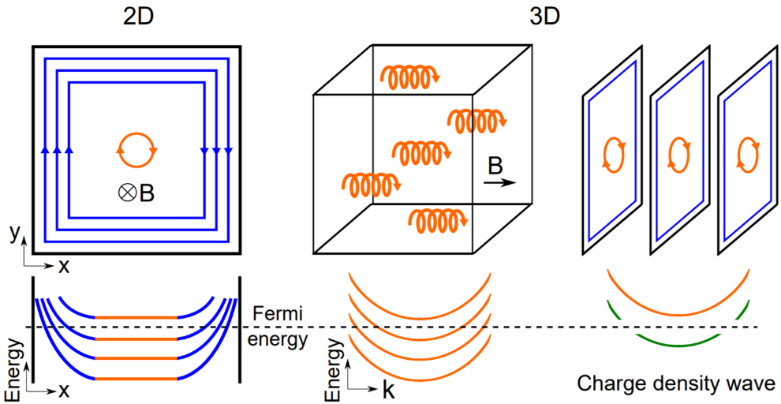 2D
3D
⊗B
B
y
x
Fermi
energy
Energy
x
Energy
k
Charge density wave